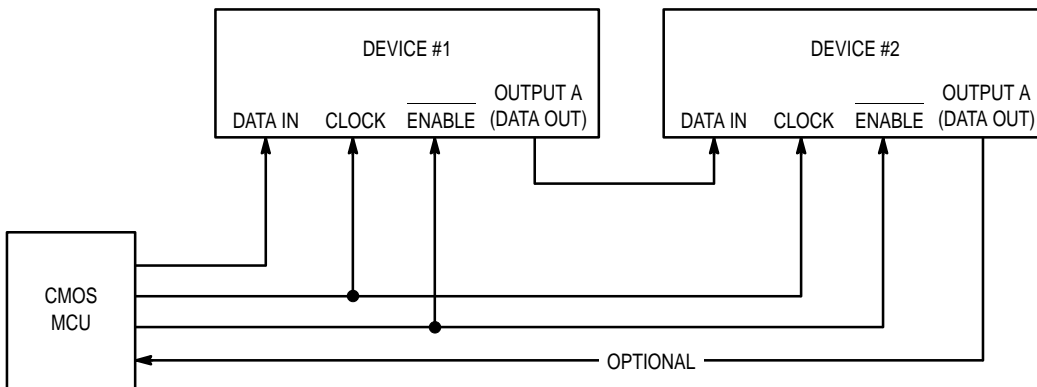 DEVICE #1
DATA IN CLOCK ENABLE OUTPUT A
(DATA OUT)
DEVICE #2
DATA IN CLOCK ENABLE OUTPUT A
(DATA OUT)
CMOS
MCU
OPTIONAL